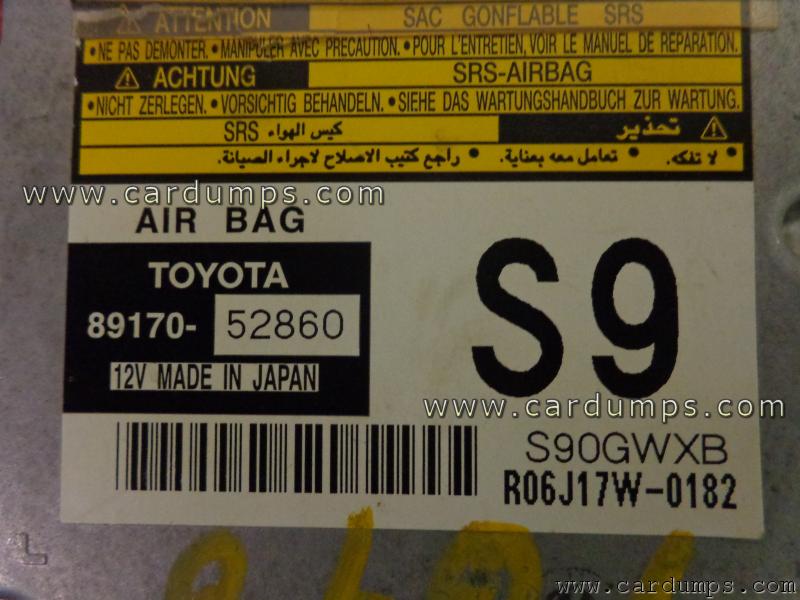 ⚠ ATTENTION SAC GONFLABLE SRS
•NE PAS DEMONTER. •MANIPULER AVEC PRECAUTION. •POUR L'ENTRETIEN, VOIR LE MANUEL DE REPARATION.
⚠ ACHTUNG SRS-AIRBAG
•NICHT ZERLEGEN. •VORSICHTIG BEHANDELN. •SIEHE DAS WARTUNGSHANDBUCH ZUR WARTUNG.
⚠ تحذير كيس الهواء SRS
• لا تفكه. • تعامل معه بعناية. • راجع كتيب الاصلاح لاجراء الصيانة.
www.cardumps.com
AIR BAG
TOYOTA
89170- 52860
12V MADE IN JAPAN
S9
www.cardumps.com
S90GWXB
R06J17W-0182
www.cardumps.com